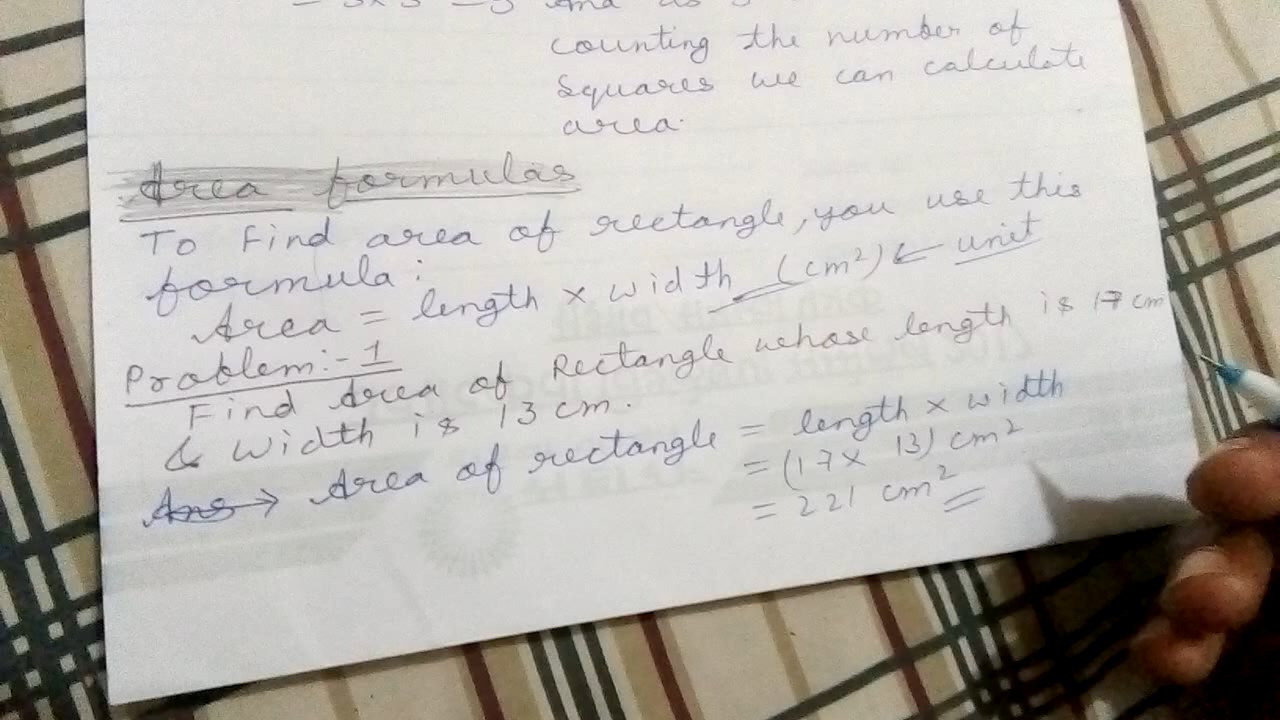 counting the number of
squares we can calculate
area.
Area formulas
To Find area of rectangle, you use this
formula:
Area = length × width (cm²) ← unit
Problem:-1
Find Area of Rectangle whose length is 17 cm
& Width is 13 cm.
Ans → Area of rectangle = length × width
= (17 × 13) cm²
= 221 cm²